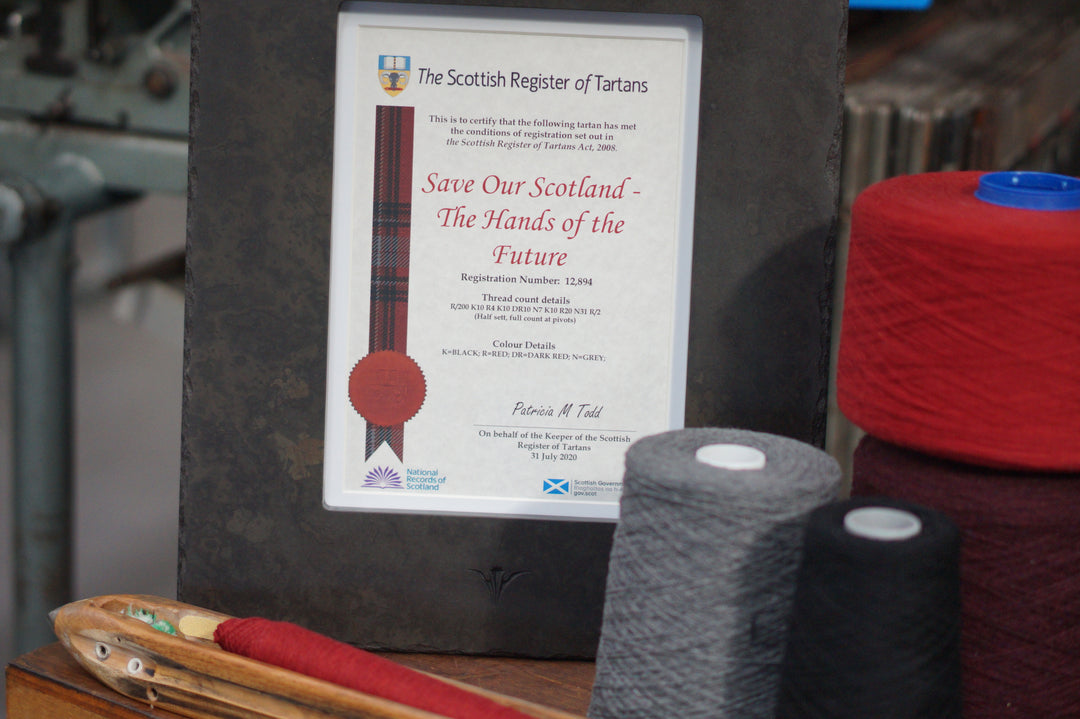 The Scottish Register of Tartans
This is to certify that the following tartan has met
the conditions of registration set out in
the Scottish Register of Tartans Act, 2008.
Save Our Scotland -
The Hands of the
Future
Registration Number: 12,894
Thread count details
R/200 K10 R4 K10 DR10 N7 K10 R20 N31 R/2
(Half sett, full count at pivots)
Colour Details
K=BLACK; R=RED; DR=DARK RED; N=GREY;
Patricia M Todd
On behalf of the Keeper of the Scottish
Register of Tartans
31 July 2020
National
Records of
Scotland
Scottish Governm
Riaghaltas na h-
gov.scot